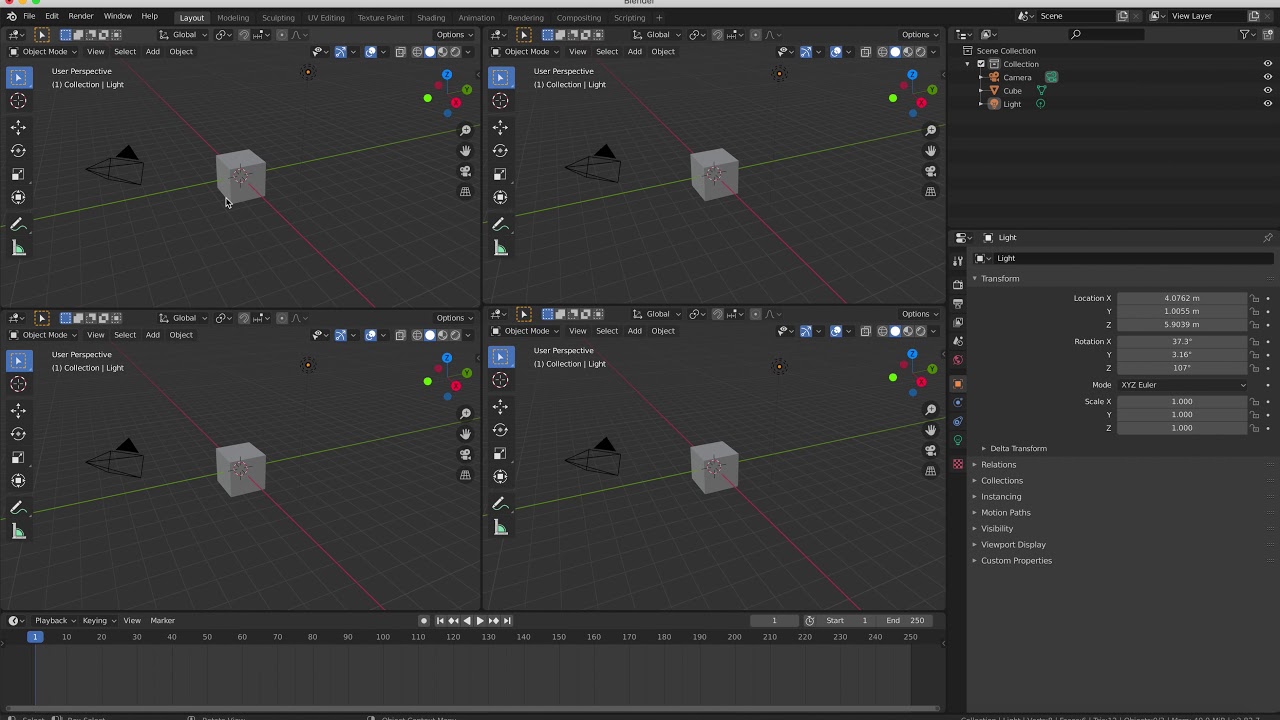 Blender
File Edit Render Window Help Layout Modeling Sculpting UV Editing Texture Paint Shading Animation Rendering Compositing Scripting + Scene View Layer
Global Options
Object Mode View Select Add Object
User Perspective
(1) Collection | Light
Z
Y
X
Global Options
Object Mode View Select Add Object
User Perspective
(1) Collection | Light
Z
Y
X
Global Options
Object Mode View Select Add Object
User Perspective
(1) Collection | Light
Z
Y
X
Global Options
Object Mode View Select Add Object
User Perspective
(1) Collection | Light
Z
Y
X
Scene Collection
Collection
Camera
Cube
Light
Light
Light
Transform
Location X 4.0762 m
Y 1.0055 m
Z 5.9039 m
Rotation X 37.3°
Y 3.16°
Z 107°
Mode XYZ Euler
Scale X 1.000
Y 1.000
Z 1.000
Delta Transform
Relations
Collections
Instancing
Motion Paths
Visibility
Viewport Display
Custom Properties
Playback Keying View Marker 1 Start 1 End 250
1 10 20 30 40 50 60 70 80 90 100 110 120 130 140 150 160 170 180 190 200 210 220 230 240 250
Select Box Select Rotate View Object Context Menu